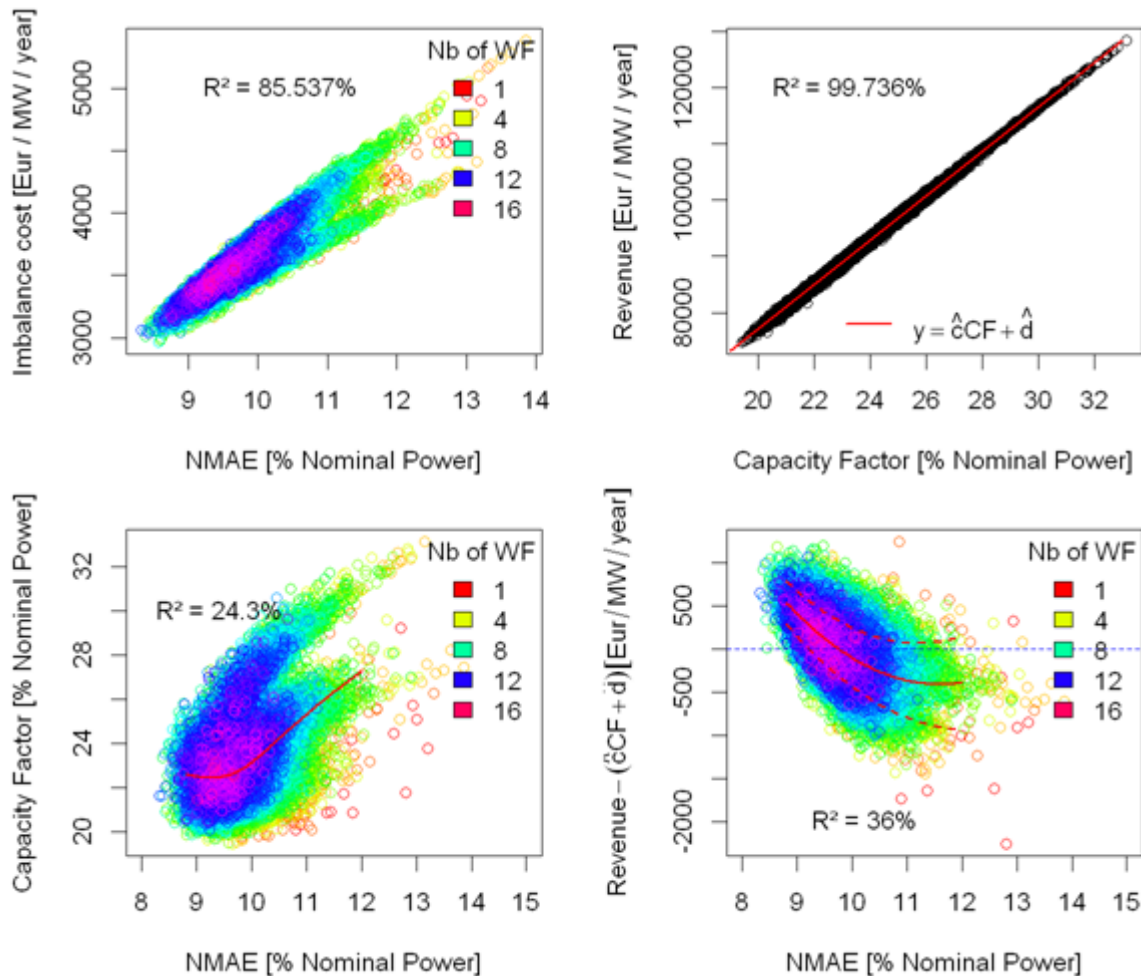 Imbalance cost [Eur / MW / year]
5000
4000
3000
R² = 85.537%
Nb of WF
1
4
8
12
16
9 10 11 12 13 14
NMAE [% Nominal Power]
Revenue [Eur / MW / year]
120000
100000
80000
R² = 99.736%
y = ĉCF + d̂
20 22 24 26 28 30 32
Capacity Factor [% Nominal Power]
Capacity Factor [% Nominal Power]
32
28
24
20
R² = 24.3%
Nb of WF
1
4
8
12
16
8 9 10 11 12 13 14 15
NMAE [% Nominal Power]
Revenue − (ĉCF + d̂) [Eur / MW / year]
500
-500
-2000
Nb of WF
1
4
8
12
16
R² = 36%
8 9 10 11 12 13 14 15
NMAE [% Nominal Power]